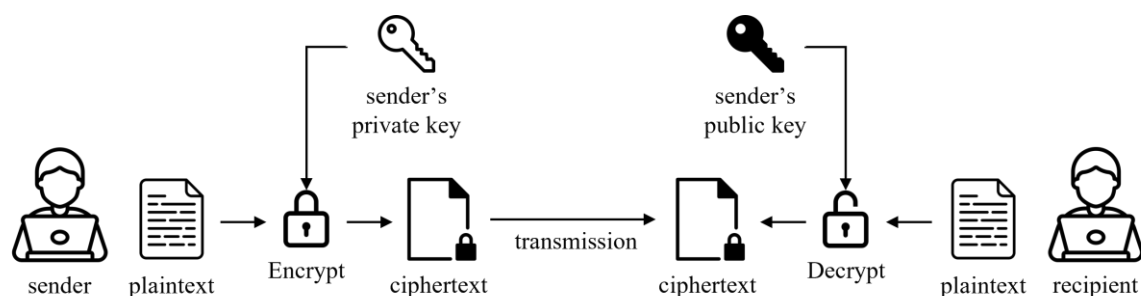 sender's
private key
sender's
public key
transmission
Encrypt
Decrypt
sender
plaintext
ciphertext
ciphertext
plaintext
recipient